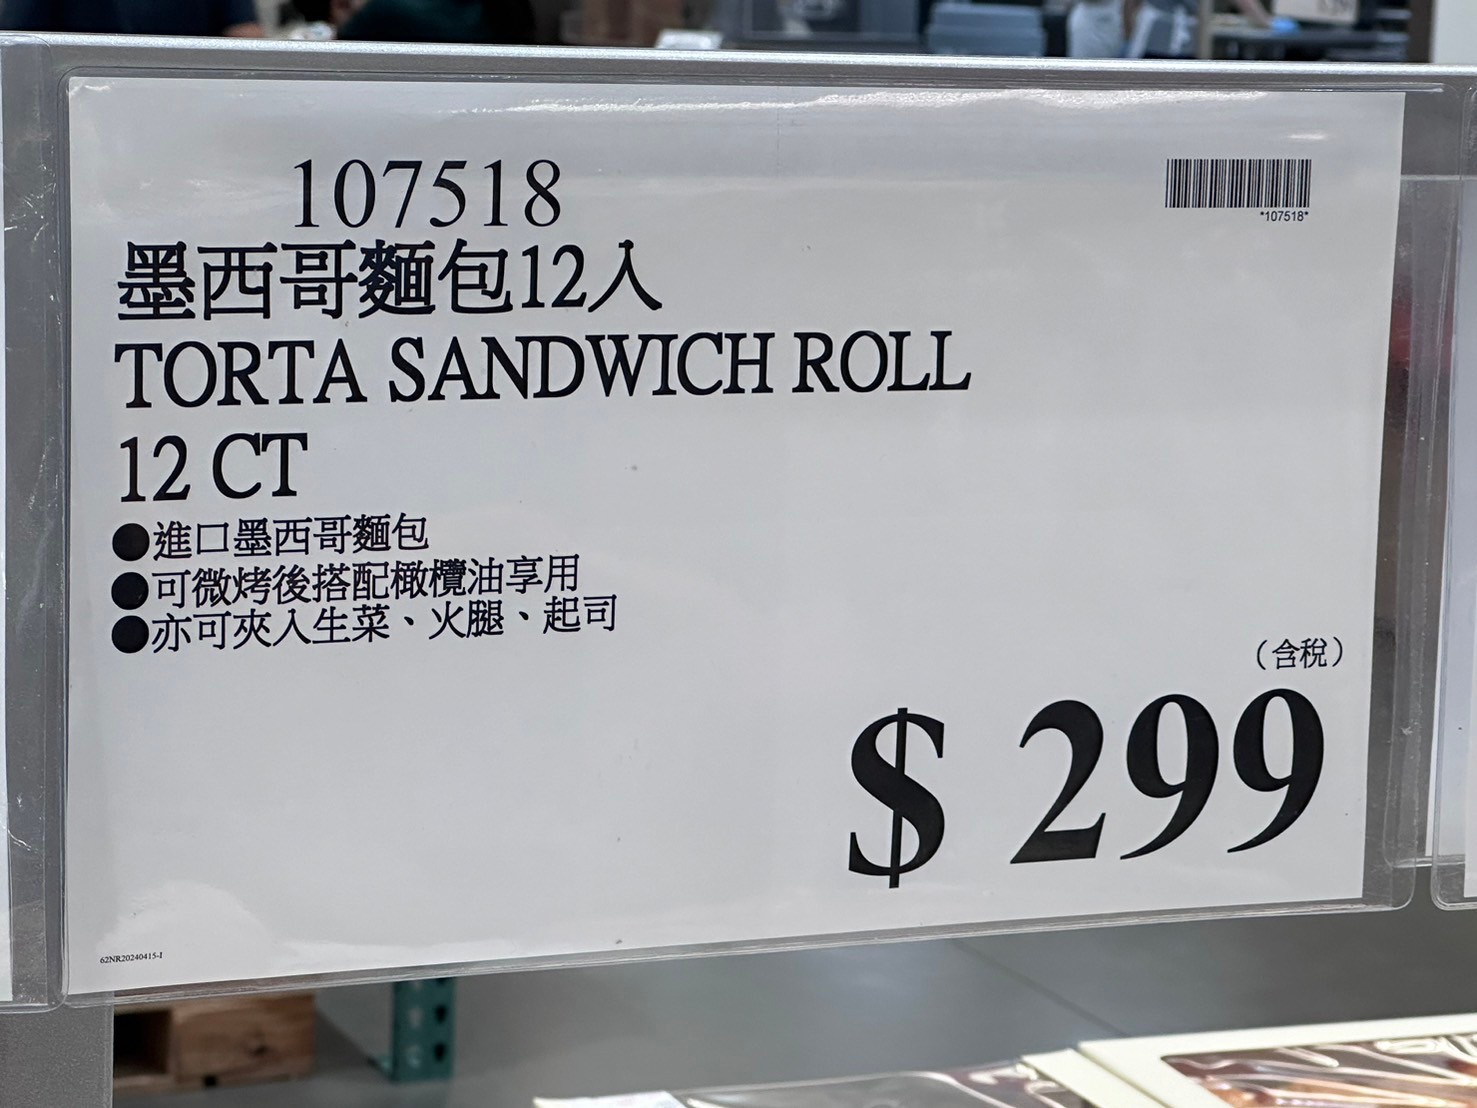 107518
*107518*
墨西哥麵包12入
TORTA SANDWICH ROLL
12 CT
●進口墨西哥麵包
●可微烤後搭配橄欖油享用
●亦可夾入生菜、火腿、起司
（含稅）
$ 299
62NR20240415-1